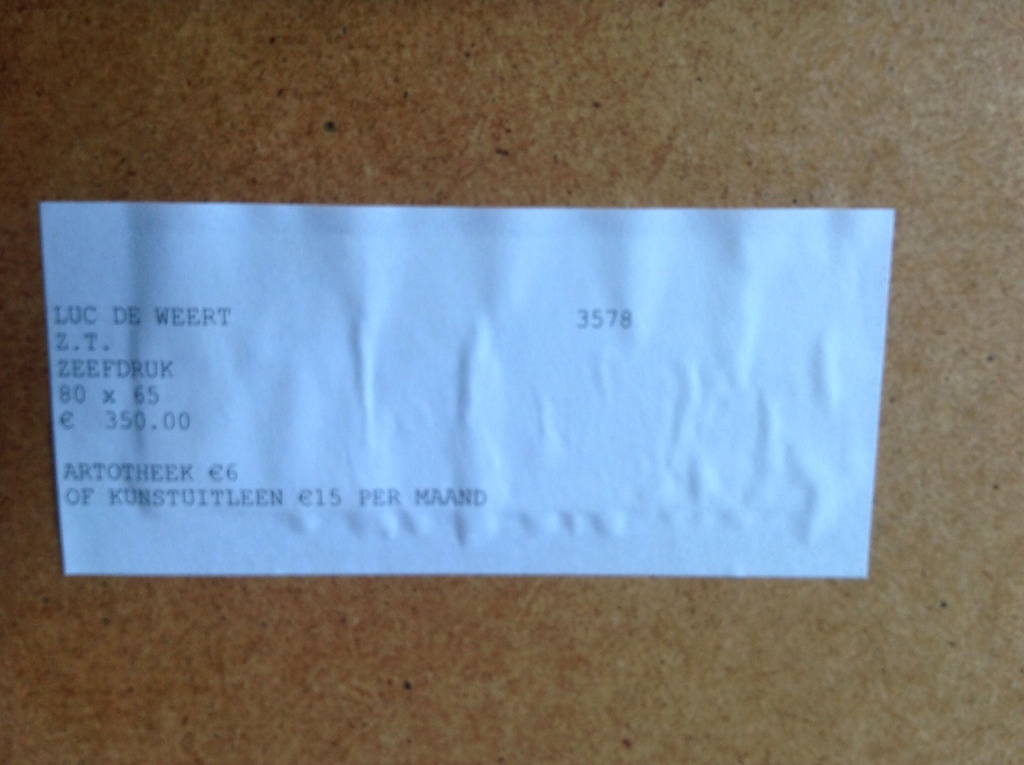 LUC DE WEERT 3578
Z.T.
ZEEFDRUK
80 x 65
€ 350.00
ARTOTHEEK €6
OF KUNSTUITLEEN €15 PER MAAND